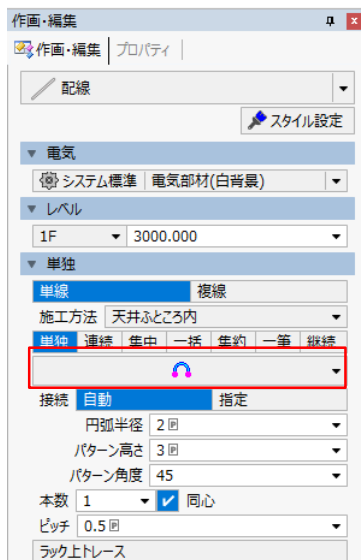 作画・編集
作画・編集 プロパティ
配線
スタイル設定
電気
システム標準 電気部材(白背景)
レベル
1F 3000.000
単独
単線 複線
施工方法 天井ふところ内
単独 連続 集中 一括 集約 一筆 継続
接続 自動 指定
円弧半径 2 P
パターン高さ 3 P
パターン角度 45
本数 1 同心
ピッチ 0.5 P
ラック上トレース